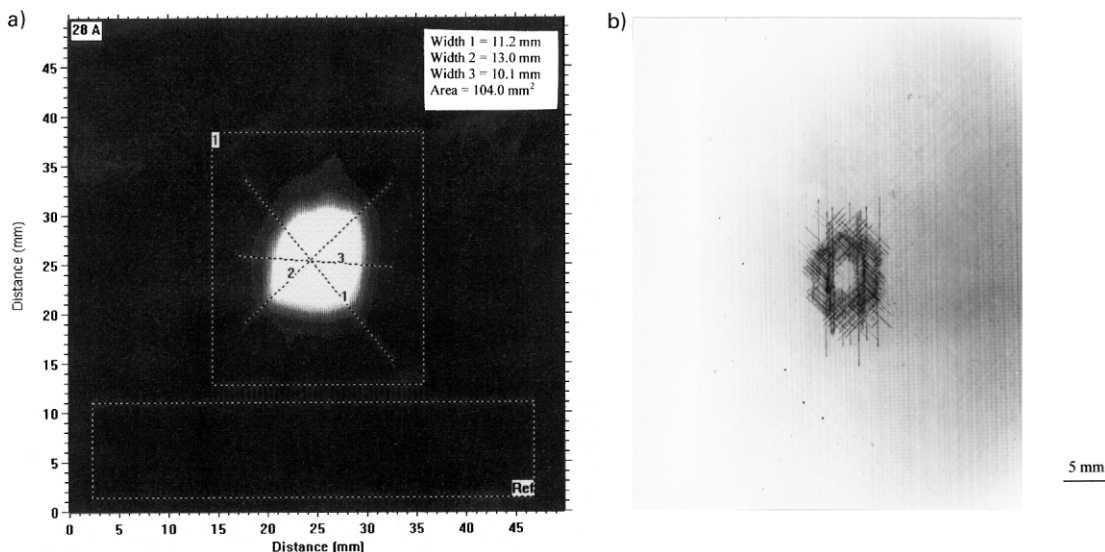 a)
28 A
Width 1 = 11.2 mm
Width 2 = 13.0 mm
Width 3 = 10.1 mm
Area = 104.0 mm²
45
40
35
30
25
20
15
10
5
0
Distance (mm)
1
3
2
1
Ref
0 5 10 15 20 25 30 35 40 45
Distance (mm)
b)
5 mm